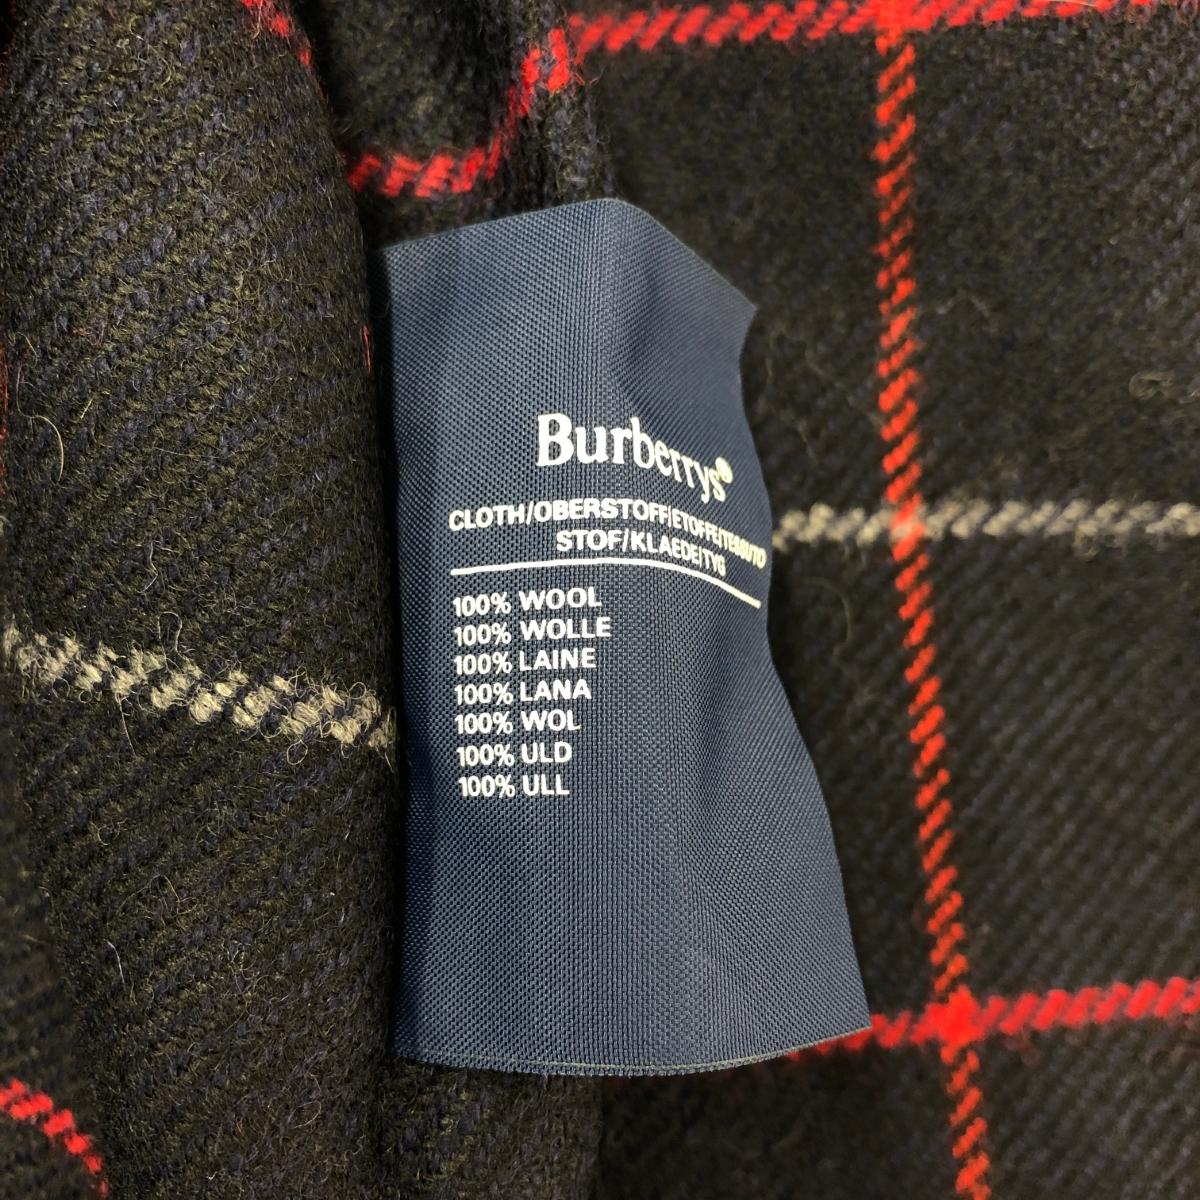 Burberrys®
CLOTH/OBERSTOFF/ETOFFE/TESSUTO
STOF/KLAEDE/TYG
100% WOOL
100% WOLLE
100% LAINE
100% LANA
100% WOL
100% ULD
100% ULL